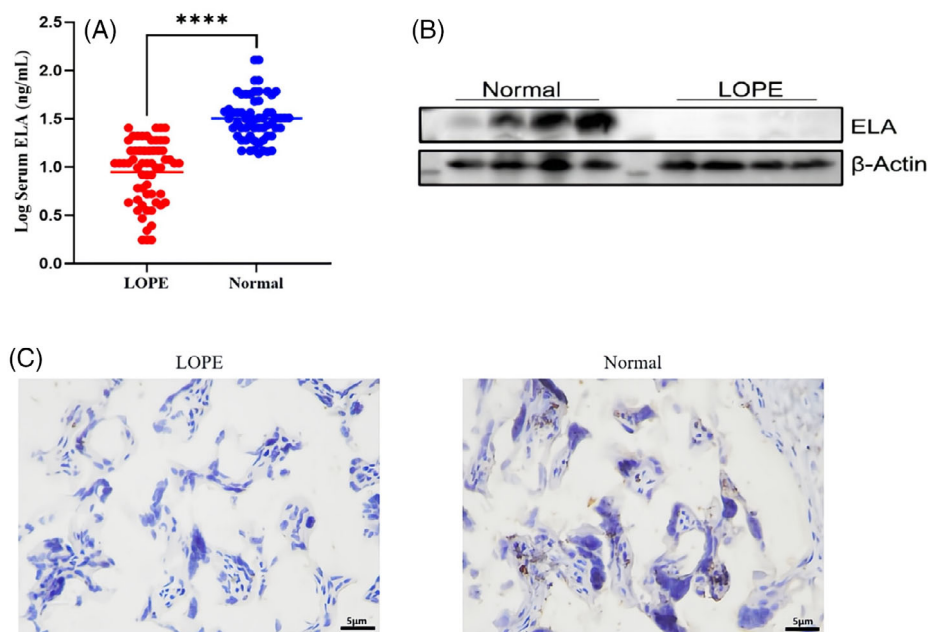 (A)
****
2.5
2.0
1.5
1.0
0.5
0.0
Log Serum ELA (ng/mL)
LOPE Normal
(B)
Normal LOPE
ELA
β-Actin
(C)
LOPE Normal
5μm 5μm